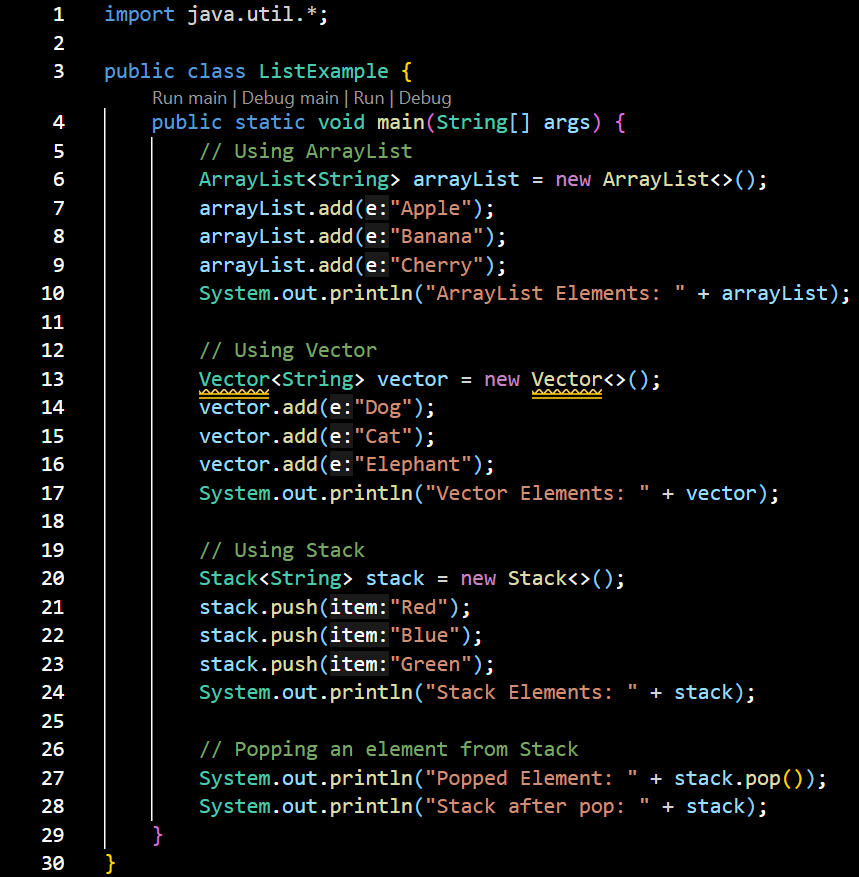 1 import java.util.*;
2
3 public class ListExample {
Run main | Debug main | Run | Debug
4 public static void main(String[] args) {
5 // Using ArrayList
6 ArrayList<String> arrayList = new ArrayList<>();
7 arrayList.add(e:"Apple");
8 arrayList.add(e:"Banana");
9 arrayList.add(e:"Cherry");
10 System.out.println("ArrayList Elements: " + arrayList);
11
12 // Using Vector
13 Vector<String> vector = new Vector<>();
14 vector.add(e:"Dog");
15 vector.add(e:"Cat");
16 vector.add(e:"Elephant");
17 System.out.println("Vector Elements: " + vector);
18
19 // Using Stack
20 Stack<String> stack = new Stack<>();
21 stack.push(item:"Red");
22 stack.push(item:"Blue");
23 stack.push(item:"Green");
24 System.out.println("Stack Elements: " + stack);
25
26 // Popping an element from Stack
27 System.out.println("Popped Element: " + stack.pop());
28 System.out.println("Stack after pop: " + stack);
29 }
30 }